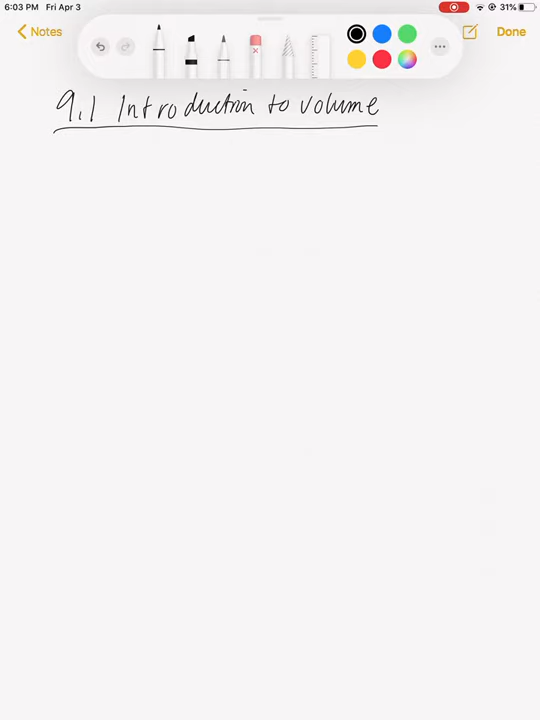 6:03 PM Fri Apr 3 31%
Notes Done
9.1 Introduction to volume